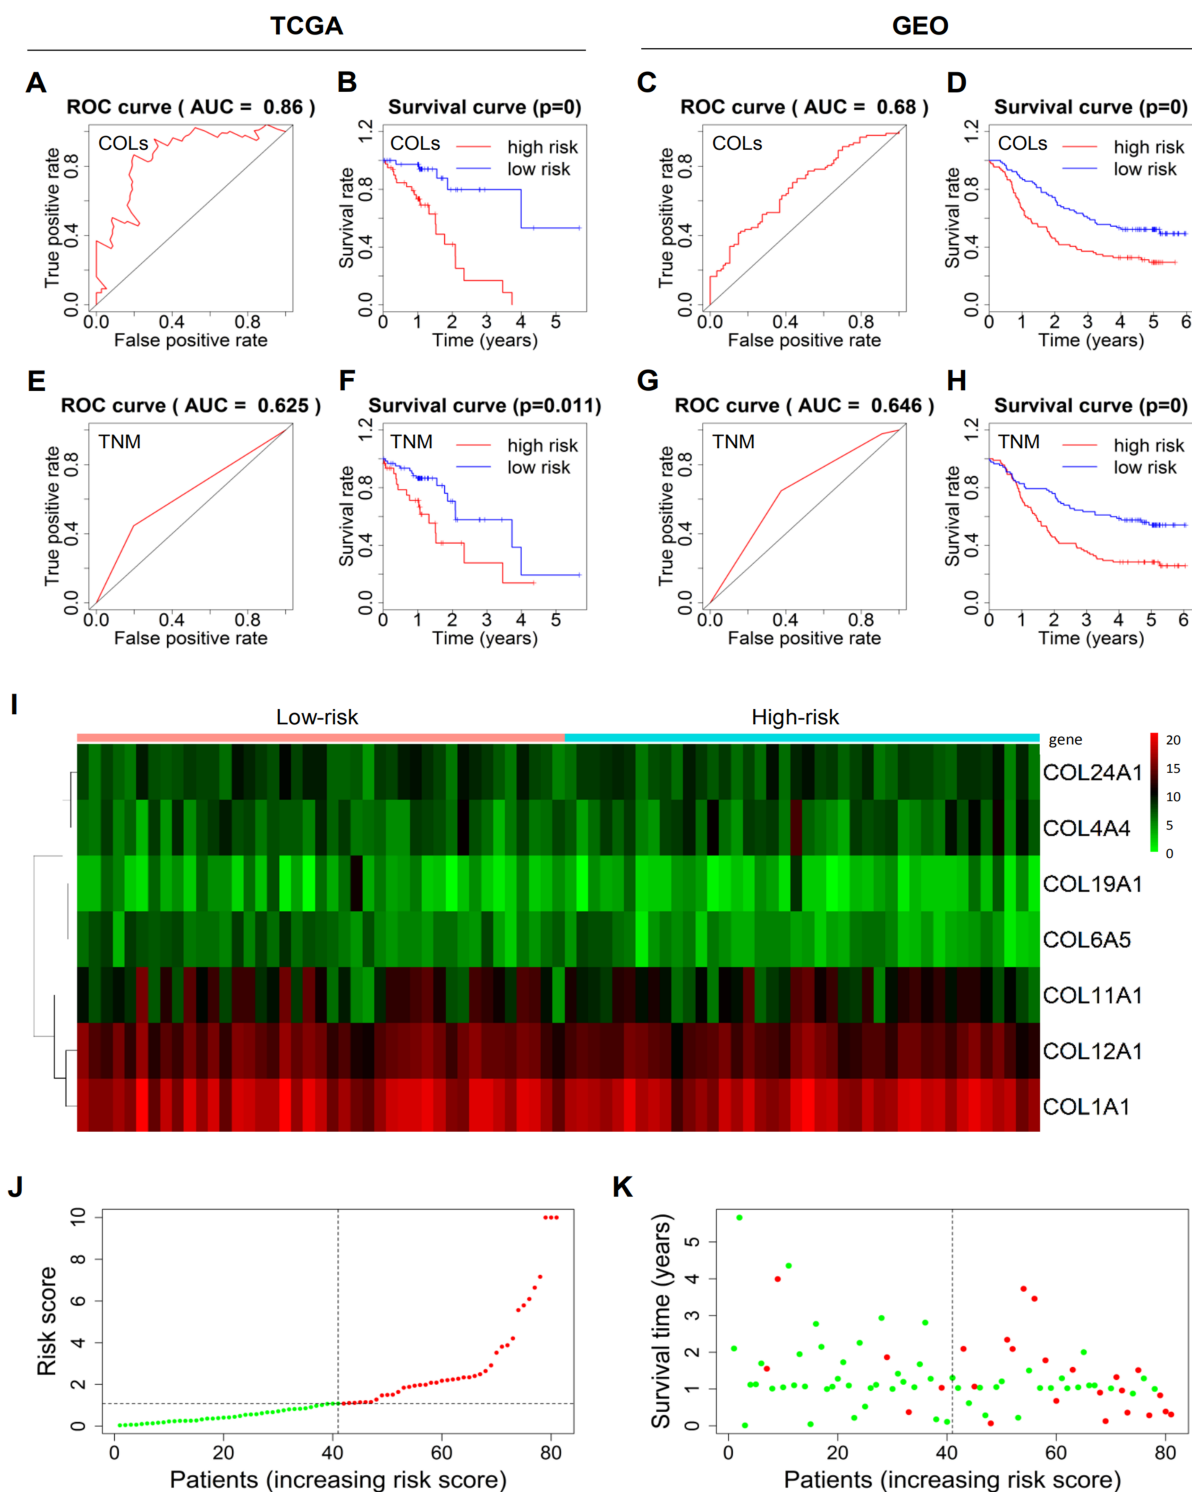 TCGA
GEO
A
ROC curve ( AUC = 0.86 )
COLs
True positive rate
0.0 0.4 0.8
0.0 0.4 0.8
False positive rate
B
Survival curve (p=0)
COLs
high risk
low risk
Survival rate
0.0 0.4 0.8 1.2
0 1 2 3 4 5
Time (years)
C
ROC curve ( AUC = 0.68 )
COLs
True positive rate
0.0 0.4 0.8
0.0 0.4 0.8
False positive rate
D
Survival curve (p=0)
COLs
high risk
low risk
Survival rate
0.0 0.4 0.8 1.2
0 1 2 3 4 5 6
Time (years)
E
ROC curve ( AUC = 0.625 )
TNM
True positive rate
0.0 0.4 0.8
0.0 0.4 0.8
False positive rate
F
Survival curve (p=0.011)
TNM
high risk
low risk
Survival rate
0.0 0.4 0.8 1.2
0 1 2 3 4 5
Time (years)
G
ROC curve ( AUC = 0.646 )
TNM
True positive rate
0.0 0.4 0.8
0.0 0.4 0.8
False positive rate
H
Survival curve (p=0)
TNM
high risk
low risk
Survival rate
0.0 0.4 0.8 1.2
0 1 2 3 4 5 6
Time (years)
I
Low-risk
High-risk
gene
COL24A1
COL4A4
COL19A1
COL6A5
COL11A1
COL12A1
COL1A1
20
15
10
5
0
J
Risk score
0 2 4 6 8 10
0 20 40 60 80
Patients (increasing risk score)
K
Survival time (years)
0 1 2 3 4 5
0 20 40 60 80
Patients (increasing risk score)